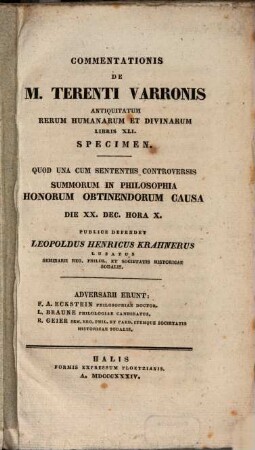 COMMENTATIONIS
DE
M. TERENTI VARRONIS
ANTIQUITATUM
RERUM HUMANARUM ET DIVINARUM
LIBRIS XLI.
SPECIMEN.
QUOD UNA CUM SENTENTIIS CONTROVERSIS
SUMMORUM IN PHILOSOPHIA
HONORUM OBTINENDORUM CAUSA
DIE XX. DEC. HORA X.
PUBLICE DEFENDET
LEOPOLDUS HENRICUS KRAHNERUS
LUSATUS
SEMINARII REG. PHILOL. ET SOCIETATIS HISTORICAE
SODALIS.
ADVERSARII ERUNT:
F. A. ECKSTEIN PHILOSOPHIAE DOCTOR,
L. BRAUNE PHILOLOGIAE CANDIDATUS,
R. GEIER SEM. REG. PHIL. ET PAED. ITEMQUE SOCIETATIS
HISTORICAE SODALIS.
HALIS
FORMIS EXPRESSUM PLOETZIANIS.
A. MDCCCXXXIV.